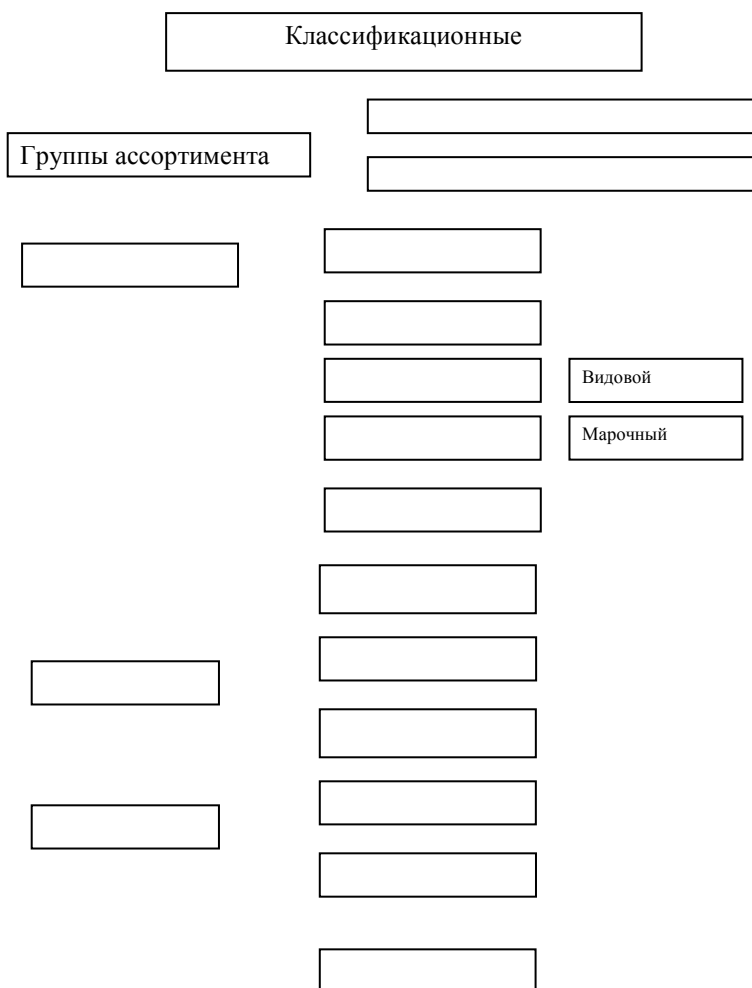 Классификационные
Группы ассортимента
Видовой
Марочный